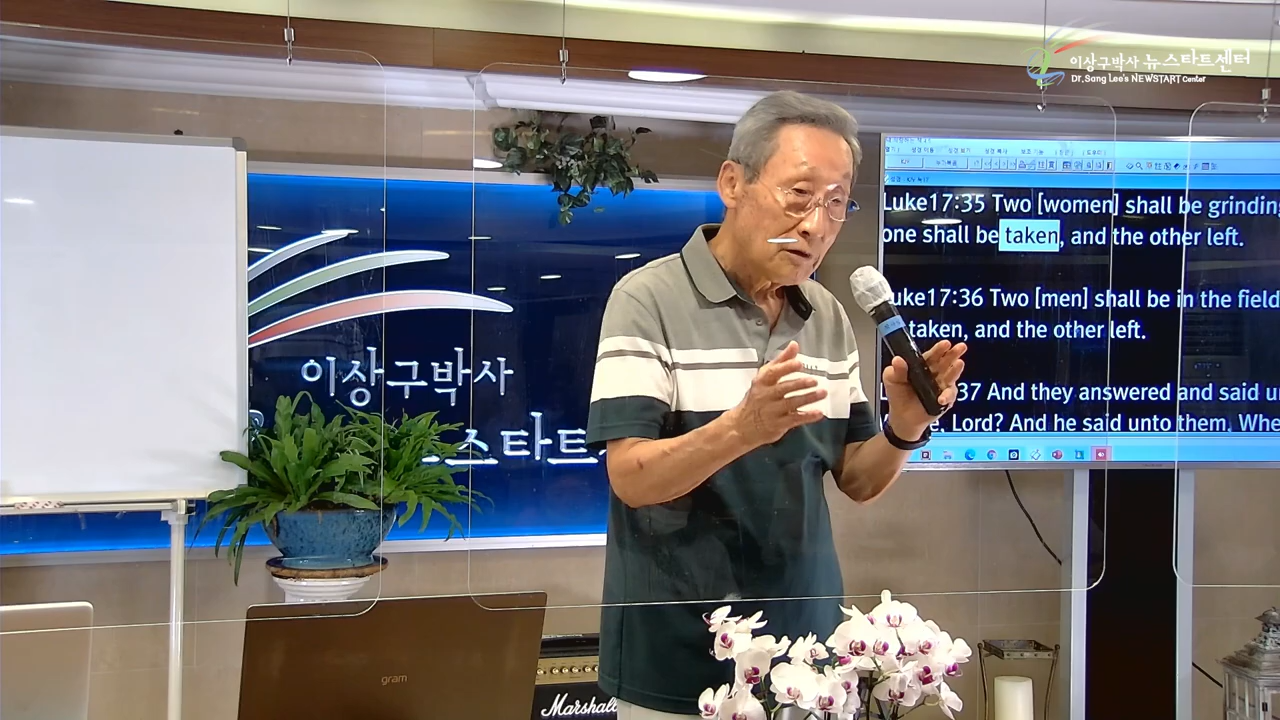 이상구박사 뉴스타트센터
Dr.Sang Lee's NEWSTART Center
Luke17:35 Two [women] shall be grinding
one shall be taken, and the other left.
Luke17:36 Two [men] shall be in the field
taken, and the other left.
37 And they answered and said
Lord? And he said unto them,
이상구박사
스타트
gram
Marshall